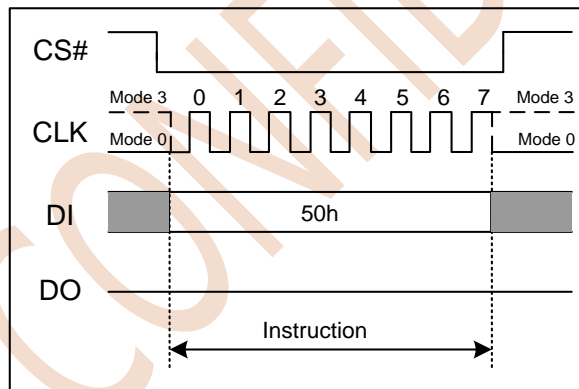 CS#
Mode 3 0 1 2 3 4 5 6 7 Mode 3
CLK
Mode 0 Mode 0
DI 50h
DO
Instruction
CONFID